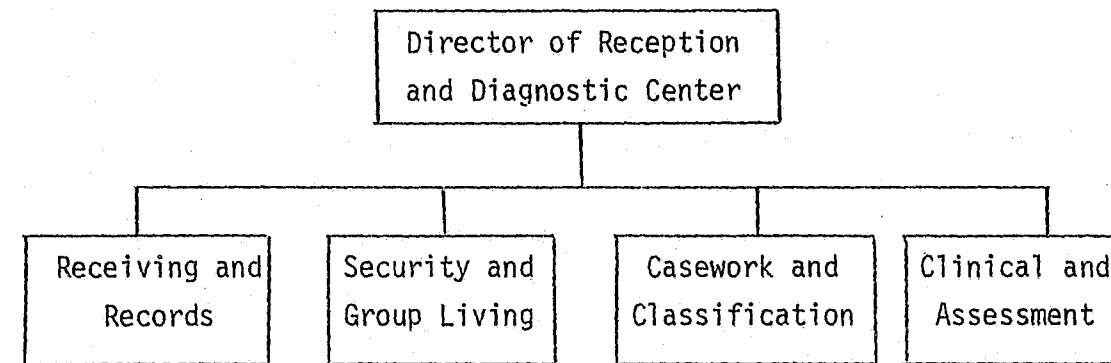 Director of Reception
and Diagnostic Center
Receiving and
Records
Security and
Group Living
Casework and
Classification
Clinical and
Assessment